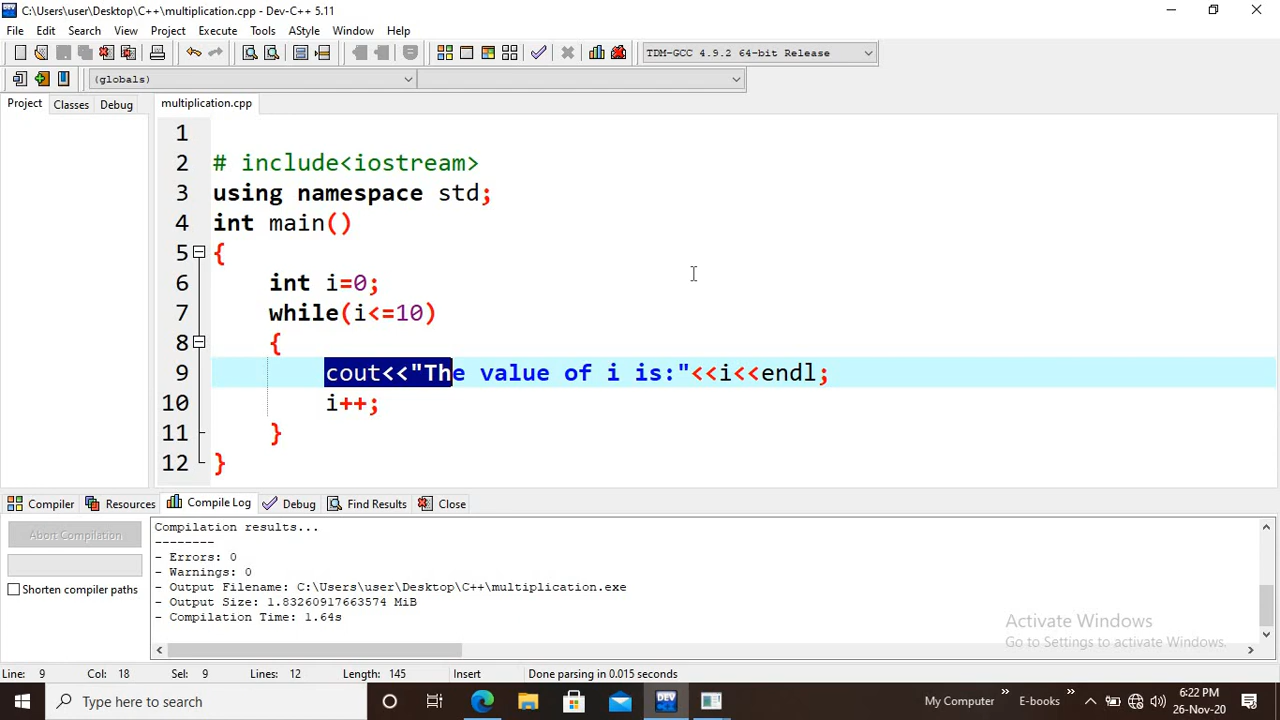 C:\Users\user\Desktop\C++\multiplication.cpp - Dev-C++ 5.11
File Edit Search View Project Execute Tools AStyle Window Help
TDM-GCC 4.9.2 64-bit Release
(globals)
Project Classes Debug multiplication.cpp
1
2 # include<iostream>
3 using namespace std;
4 int main()
5 {
6 int i=0;
7 while(i<=10)
8 {
9 cout<<"The value of i is:"<<i<<endl;
10 i++;
11 }
12 }
Compiler Resources Compile Log Debug Find Results Close
Abort Compilation
Shorten compiler paths
Compilation results...
--------
- Errors: 0
- Warnings: 0
- Output Filename: C:\Users\user\Desktop\C++\multiplication.exe
- Output Size: 1.83260917663574 MiB
- Compilation Time: 1.64s
Activate Windows
Go to Settings to activate Windows.
Line: 9 Col: 18 Sel: 9 Lines: 12 Length: 145 Insert Done parsing in 0.015 seconds
Type here to search
DEV
My Computer » E-books »
6:22 PM
26-Nov-20